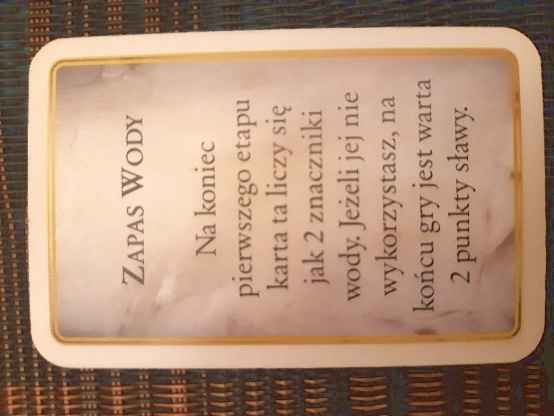 ZAPAS WODY
Na koniec
pierwszego etapu
karta ta liczy się
jak 2 znaczniki
wody. Jeżeli jej nie
wykorzystasz, na
końcu gry jest warta
2 punkty sławy.